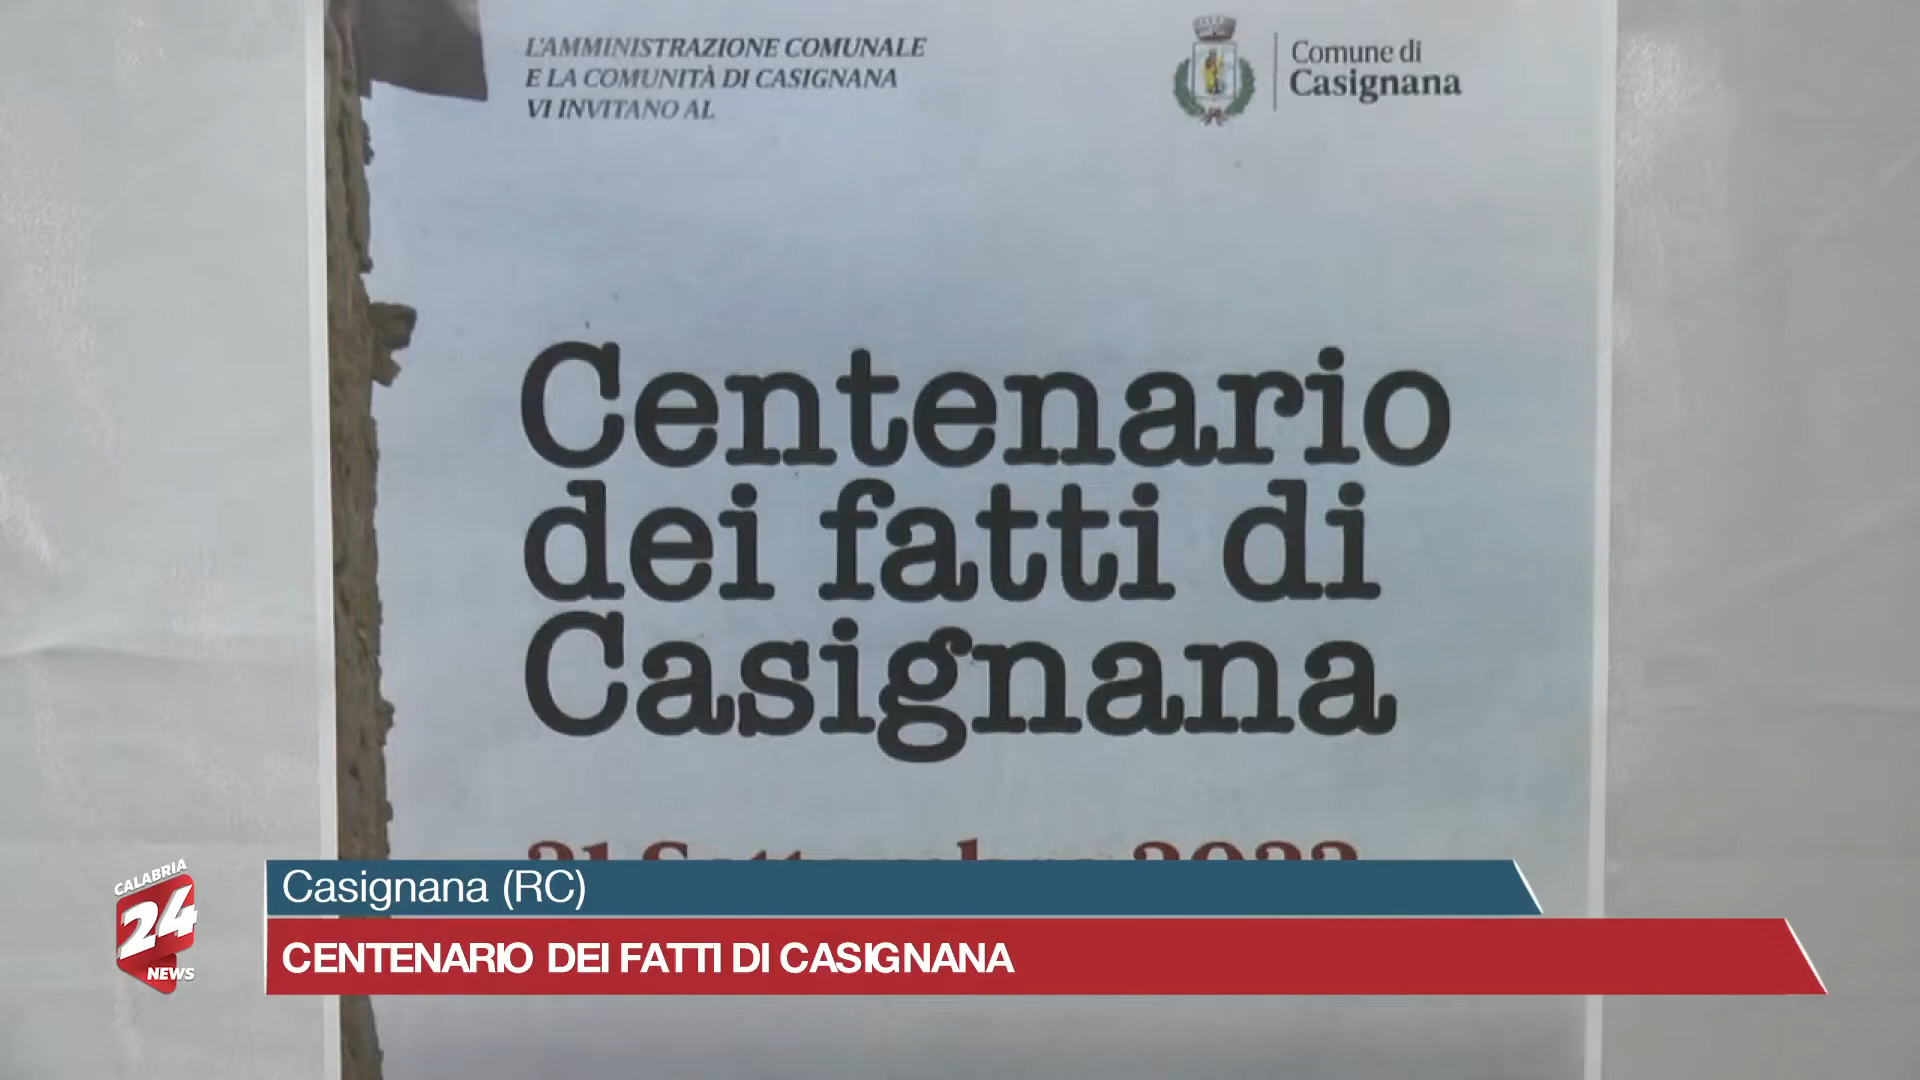 L'AMMINISTRAZIONE COMUNALE
E LA COMUNITÀ DI CASIGNANA
VI INVITANO AL
Comune di
Casignana
Centenario
dei fatti di
Casignana
CALABRIA
24
NEWS
Casignana (RC)
CENTENARIO DEI FATTI DI CASIGNANA